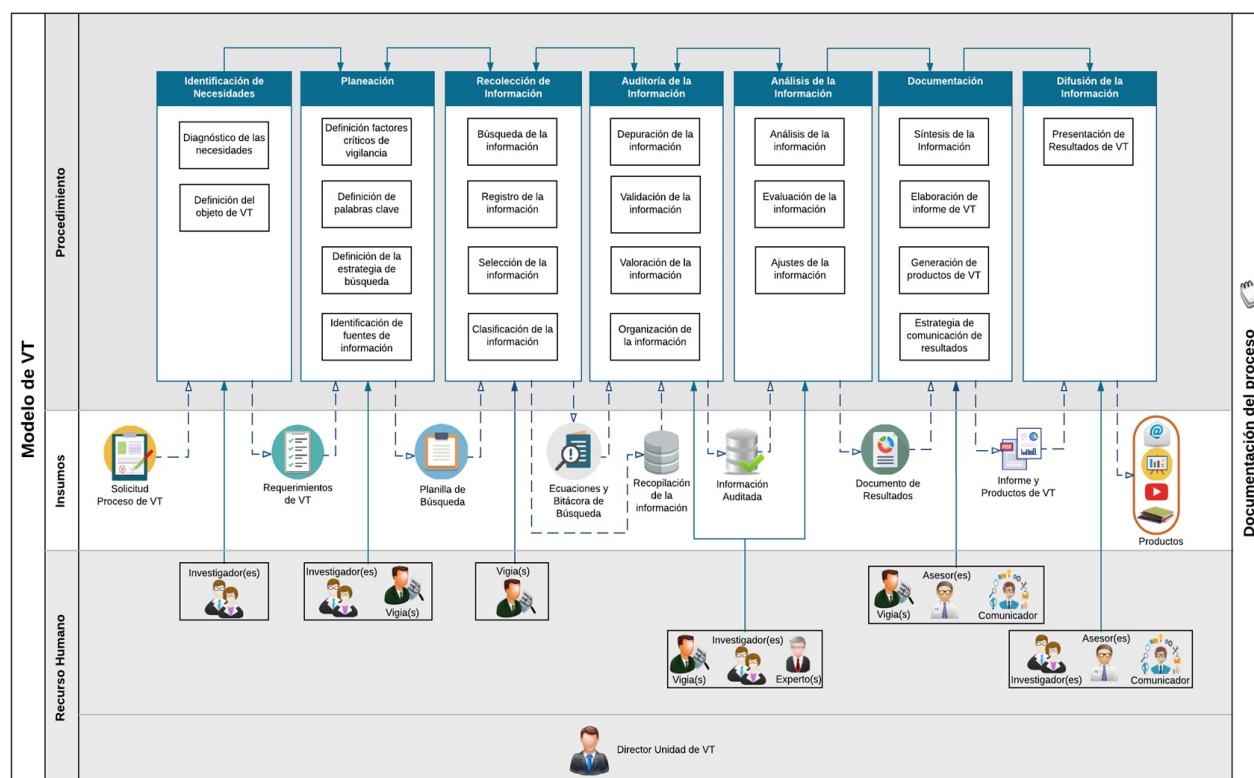 Modelo de VT
Procedimiento
Identificación de
Necesidades
Diagnóstico de las
necesidades
Definición del
objeto de VT
Planeación
Definición factores
críticos de
vigilancia
Definición de
palabras clave
Definición de la
estrategia de
búsqueda
Identificación de
fuentes de
información
Recolección de
Información
Búsqueda de la
información
Registro de la
información
Selección de la
información
Clasificación de la
información
Auditoría de la
Información
Depuración de la
información
Validación de la
información
Valoración de la
información
Organización de
la información
Análisis de la
Información
Análisis de la
información
Evaluación de la
información
Ajustes de la
información
Documentación
Síntesis de la
Información
Elaboración de
informe de VT
Generación de
productos de VT
Estrategia de
comunicación de
resultados
Difusión de la
Información
Presentación de
Resultados de VT
Insumos
Solicitud
Proceso de VT
Requerimientos
de VT
Planilla de
Búsqueda
Ecuaciones y
Bitácora de
Búsqueda
Recopilación
de la
información
Información
Auditada
Documento de
Resultados
PDF
Informe y
Productos de VT
@
Productos
Recurso Humano
Investigador(es)
Investigador(es)
Vigia(s)
Vigia(s)
Vigia(s)
Investigador(es)
Experto(s)
Vigia(s)
Asesor(es)
Comunicador
Investigador(es)
Asesor(es)
Comunicador
Director Unidad de VT
Documentación del proceso